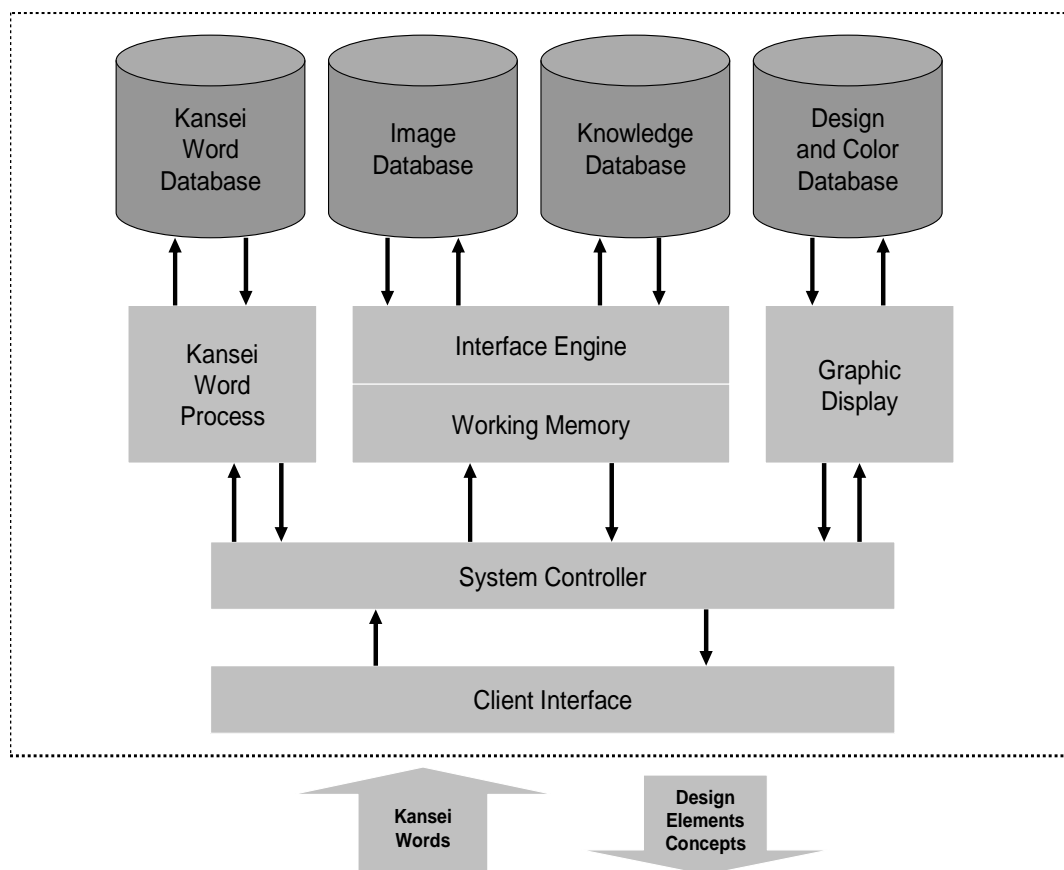 Kansei
Word
Database
Image
Database
Knowledge
Database
Design
and Color
Database
Kansei
Word
Process
Interface Engine
Working Memory
Graphic
Display
System Controller
Client Interface
Kansei
Words
Design
Elements
Concepts